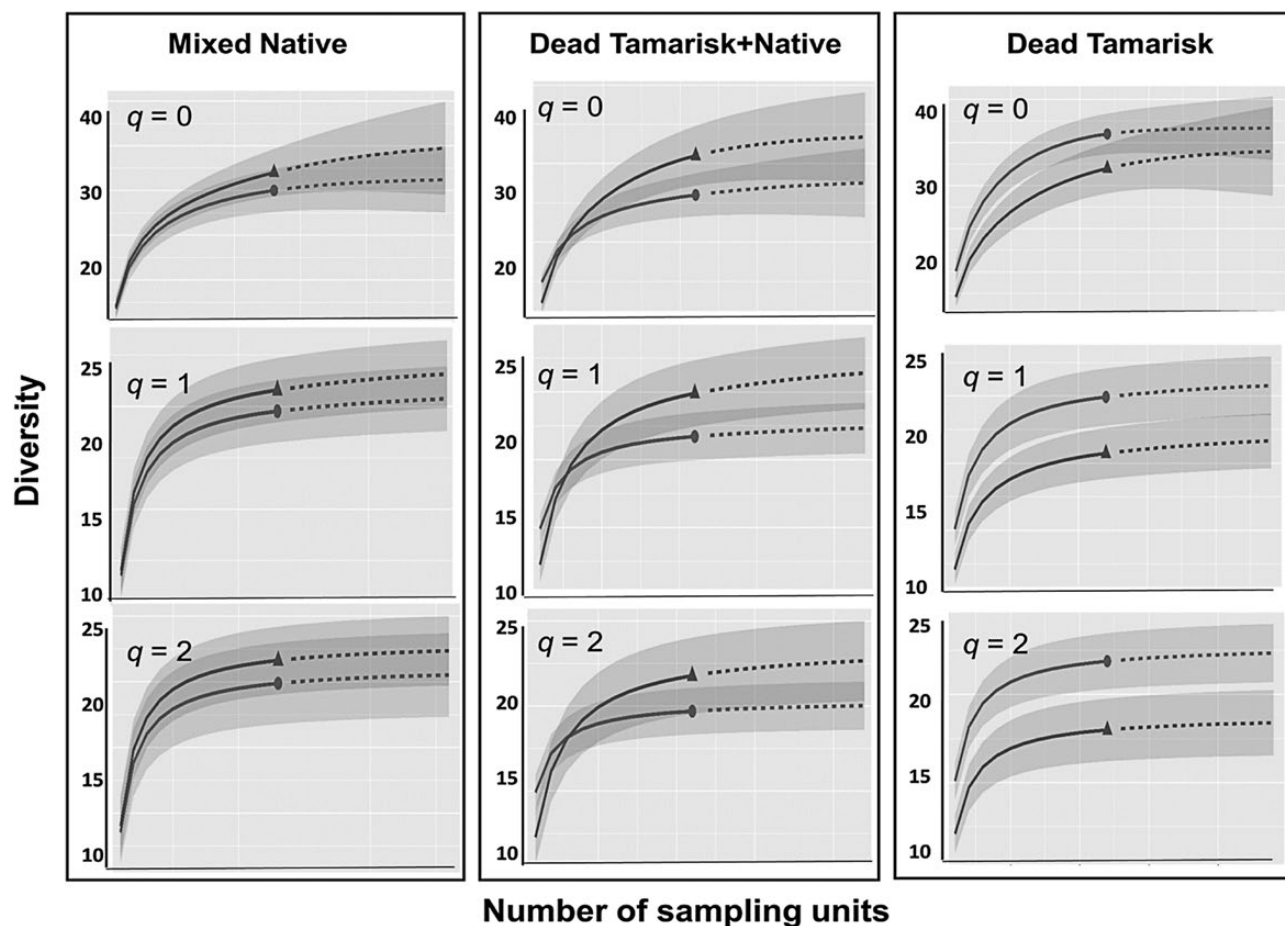 Mixed Native
40
q = 0
30
20
25
q = 1
20
15
10
25
q = 2
20
15
10
Dead Tamarisk+Native
40
q = 0
30
20
25
q = 1
20
15
10
25
q = 2
20
15
10
Dead Tamarisk
40
q = 0
30
20
25
q = 1
20
15
10
25
q = 2
20
15
10
Diversity
Number of sampling units